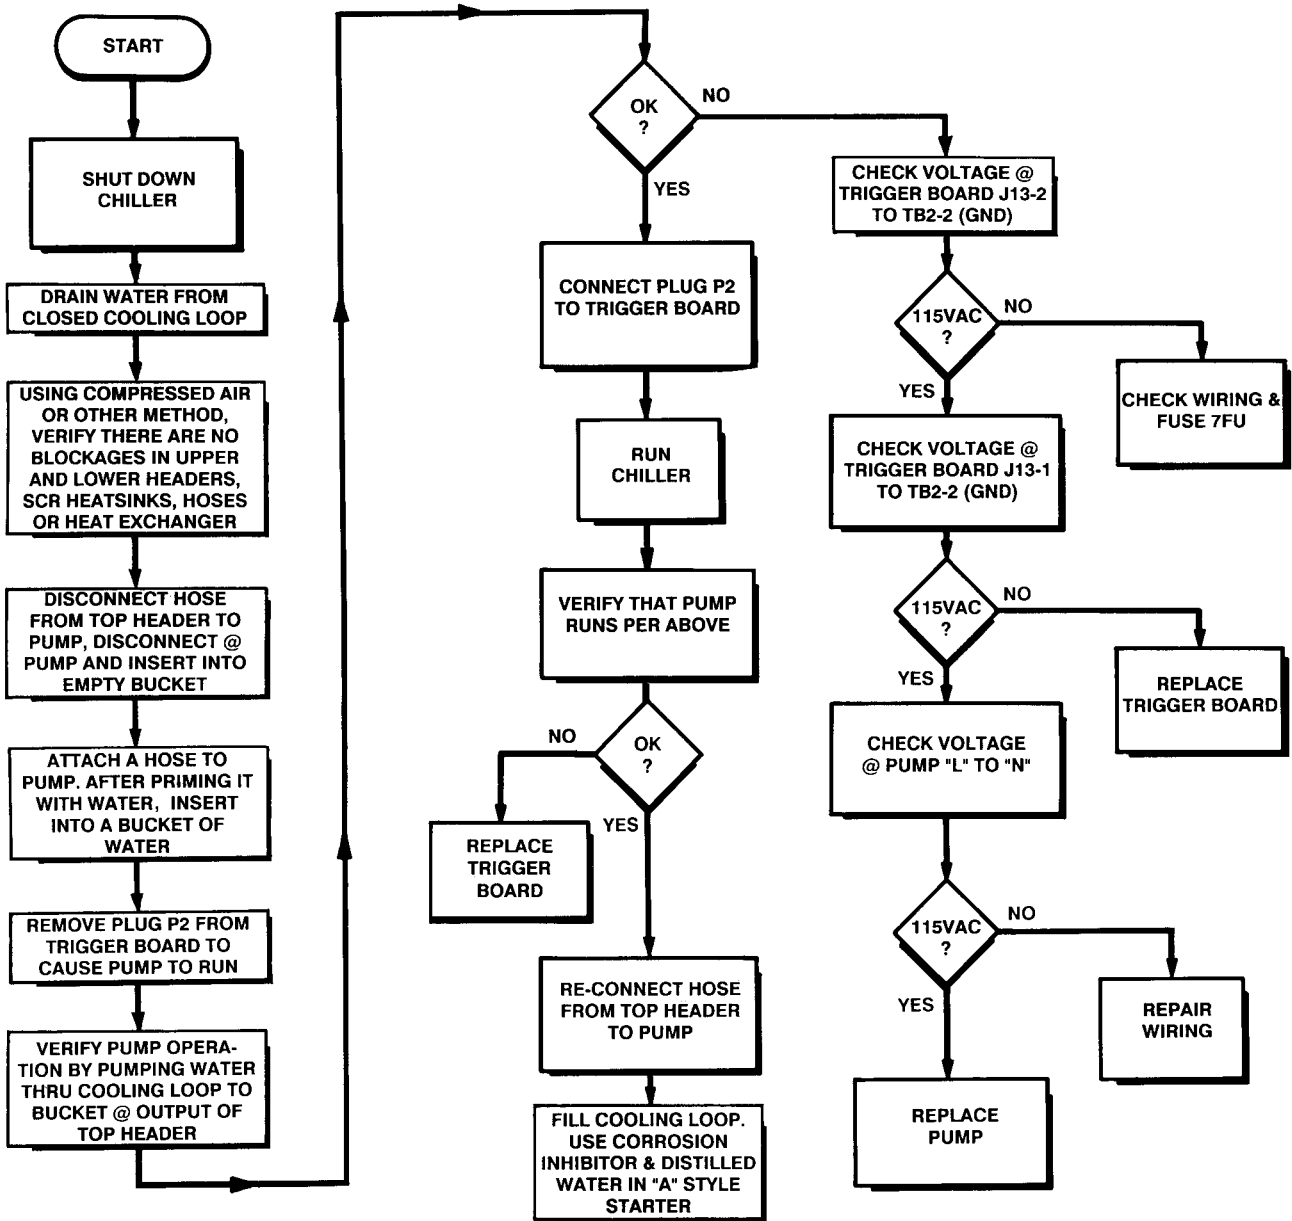 START
SHUT DOWN
CHILLER
DRAIN WATER FROM
CLOSED COOLING LOOP
USING COMPRESSED AIR
OR OTHER METHOD,
VERIFY THERE ARE NO
BLOCKAGES IN UPPER
AND LOWER HEADERS,
SCR HEATSINKS, HOSES
OR HEAT EXCHANGER
DISCONNECT HOSE
FROM TOP HEADER TO
PUMP, DISCONNECT @
PUMP AND INSERT INTO
EMPTY BUCKET
ATTACH A HOSE TO
PUMP. AFTER PRIMING IT
WITH WATER, INSERT
INTO A BUCKET OF
WATER
REMOVE PLUG P2 FROM
TRIGGER BOARD TO
CAUSE PUMP TO RUN
VERIFY PUMP OPERA-
TION BY PUMPING WATER
THRU COOLING LOOP TO
BUCKET @ OUTPUT OF
TOP HEADER
OK
?
NO
YES
CONNECT PLUG P2
TO TRIGGER BOARD
RUN
CHILLER
VERIFY THAT PUMP
RUNS PER ABOVE
OK
?
NO
YES
REPLACE
TRIGGER
BOARD
RE-CONNECT HOSE
FROM TOP HEADER
TO PUMP
FILL COOLING LOOP.
USE CORROSION
INHIBITOR & DISTILLED
WATER IN "A" STYLE
STARTER
CHECK VOLTAGE @
TRIGGER BOARD J13-2
TO TB2-2 (GND)
115VAC
?
NO
YES
CHECK WIRING &
FUSE 7FU
CHECK VOLTAGE @
TRIGGER BOARD J13-1
TO TB2-2 (GND)
115VAC
?
NO
YES
REPLACE
TRIGGER BOARD
CHECK VOLTAGE
@ PUMP "L" TO "N"
115VAC
?
NO
YES
REPAIR
WIRING
REPLACE
PUMP